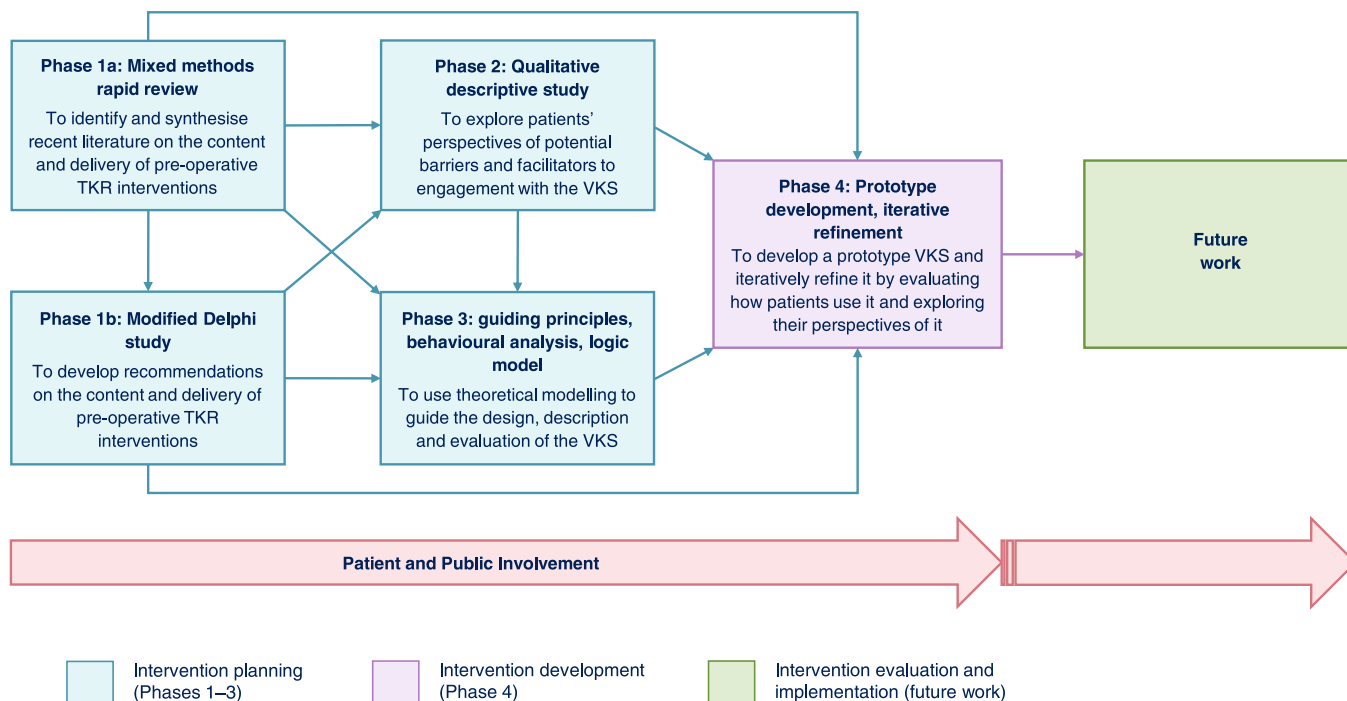 Phase 1a: Mixed methods
rapid review
To identify and synthesise
recent literature on the content
and delivery of pre-operative
TKR interventions
Phase 2: Qualitative
descriptive study
To explore patients’
perspectives of potential
barriers and facilitators to
engagement with the VKS
Phase 1b: Modified Delphi
study
To develop recommendations
on the content and delivery of
pre-operative TKR
interventions
Phase 3: guiding principles,
behavioural analysis, logic
model
To use theoretical modelling to
guide the design, description
and evaluation of the VKS
Phase 4: Prototype
development, iterative
refinement
To develop a prototype VKS and
iteratively refine it by evaluating
how patients use it and exploring
their perspectives of it
Future
work
Patient and Public Involvement
Intervention planning
(Phases 1–3)
Intervention development
(Phase 4)
Intervention evaluation and
implementation (future work)